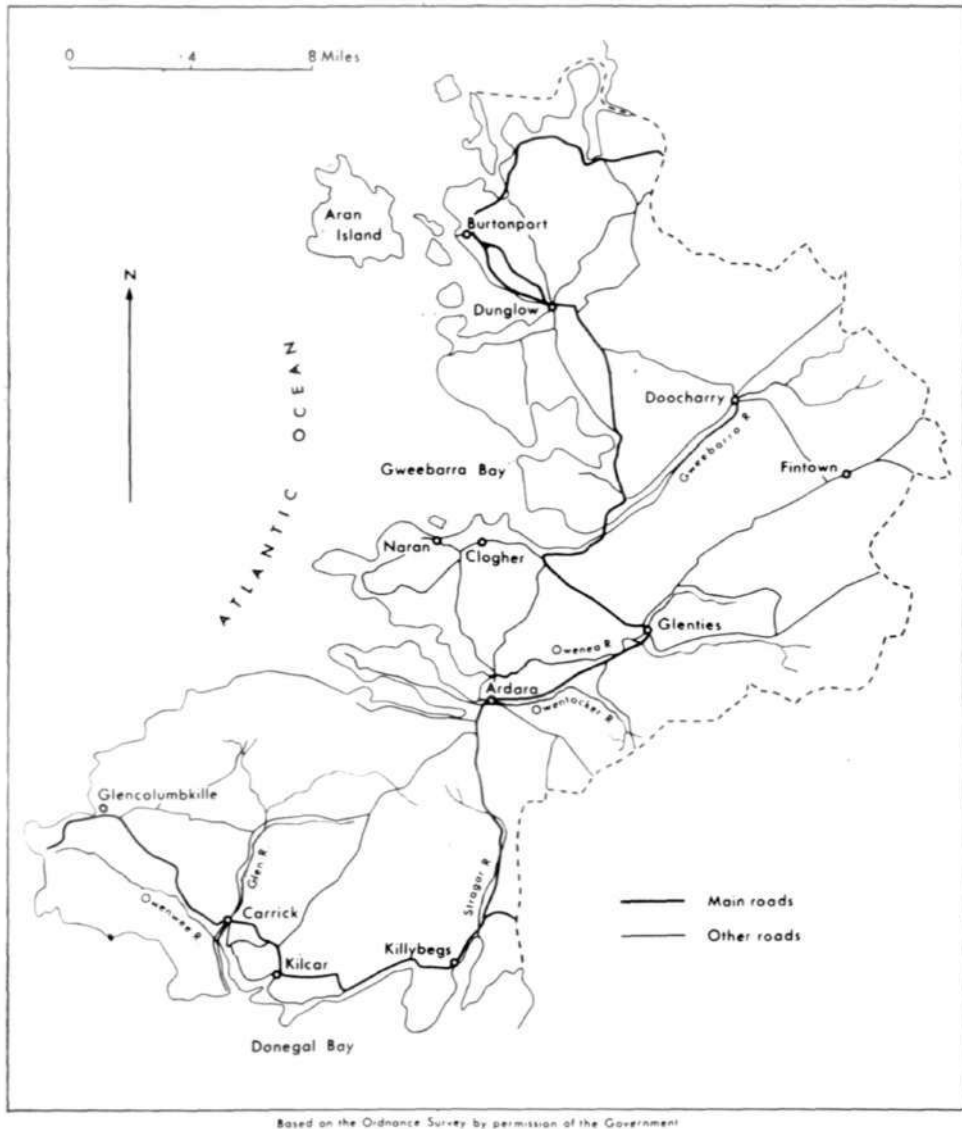 0 4 8 Miles
Aran
Island
Burtonport
N
Dunglow
ATLANTIC OCEAN
Doocharry
Gweebarra R
Gweebarra Bay
Fintown
Naran
Clogher
Glenties
Owenea R
Ardara
Owentocker R
Glencolumbkille
Glen R
Stragar R
Owenwee R
Carrick
Main roads
Killybegs
Other roads
Kilcar
Donegal Bay
Based on the Ordnance Survey by permission of the Government